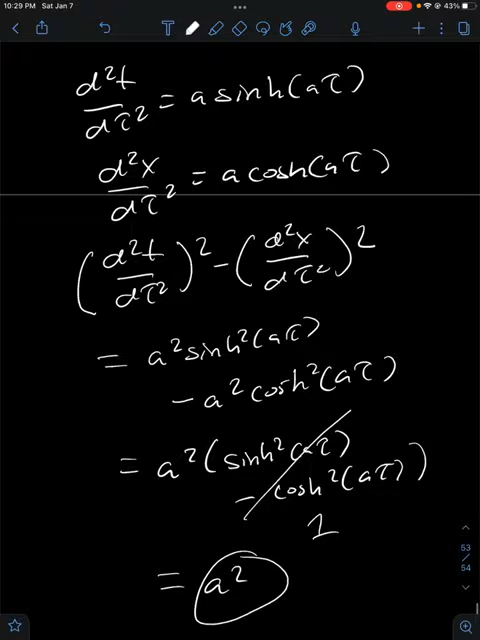 10:29 PM Sat Jan 7 43%
d²t/dτ² = a sinh(aτ)
d²x/dτ² = a cosh(aτ)
(d²t/dτ²)² - (d²x/dτ²)²
= a² sinh²(aτ)
- a² cosh²(aτ)
= a² (sinh²(aτ)
- cosh²(aτ))
1
= a²
53
/
54